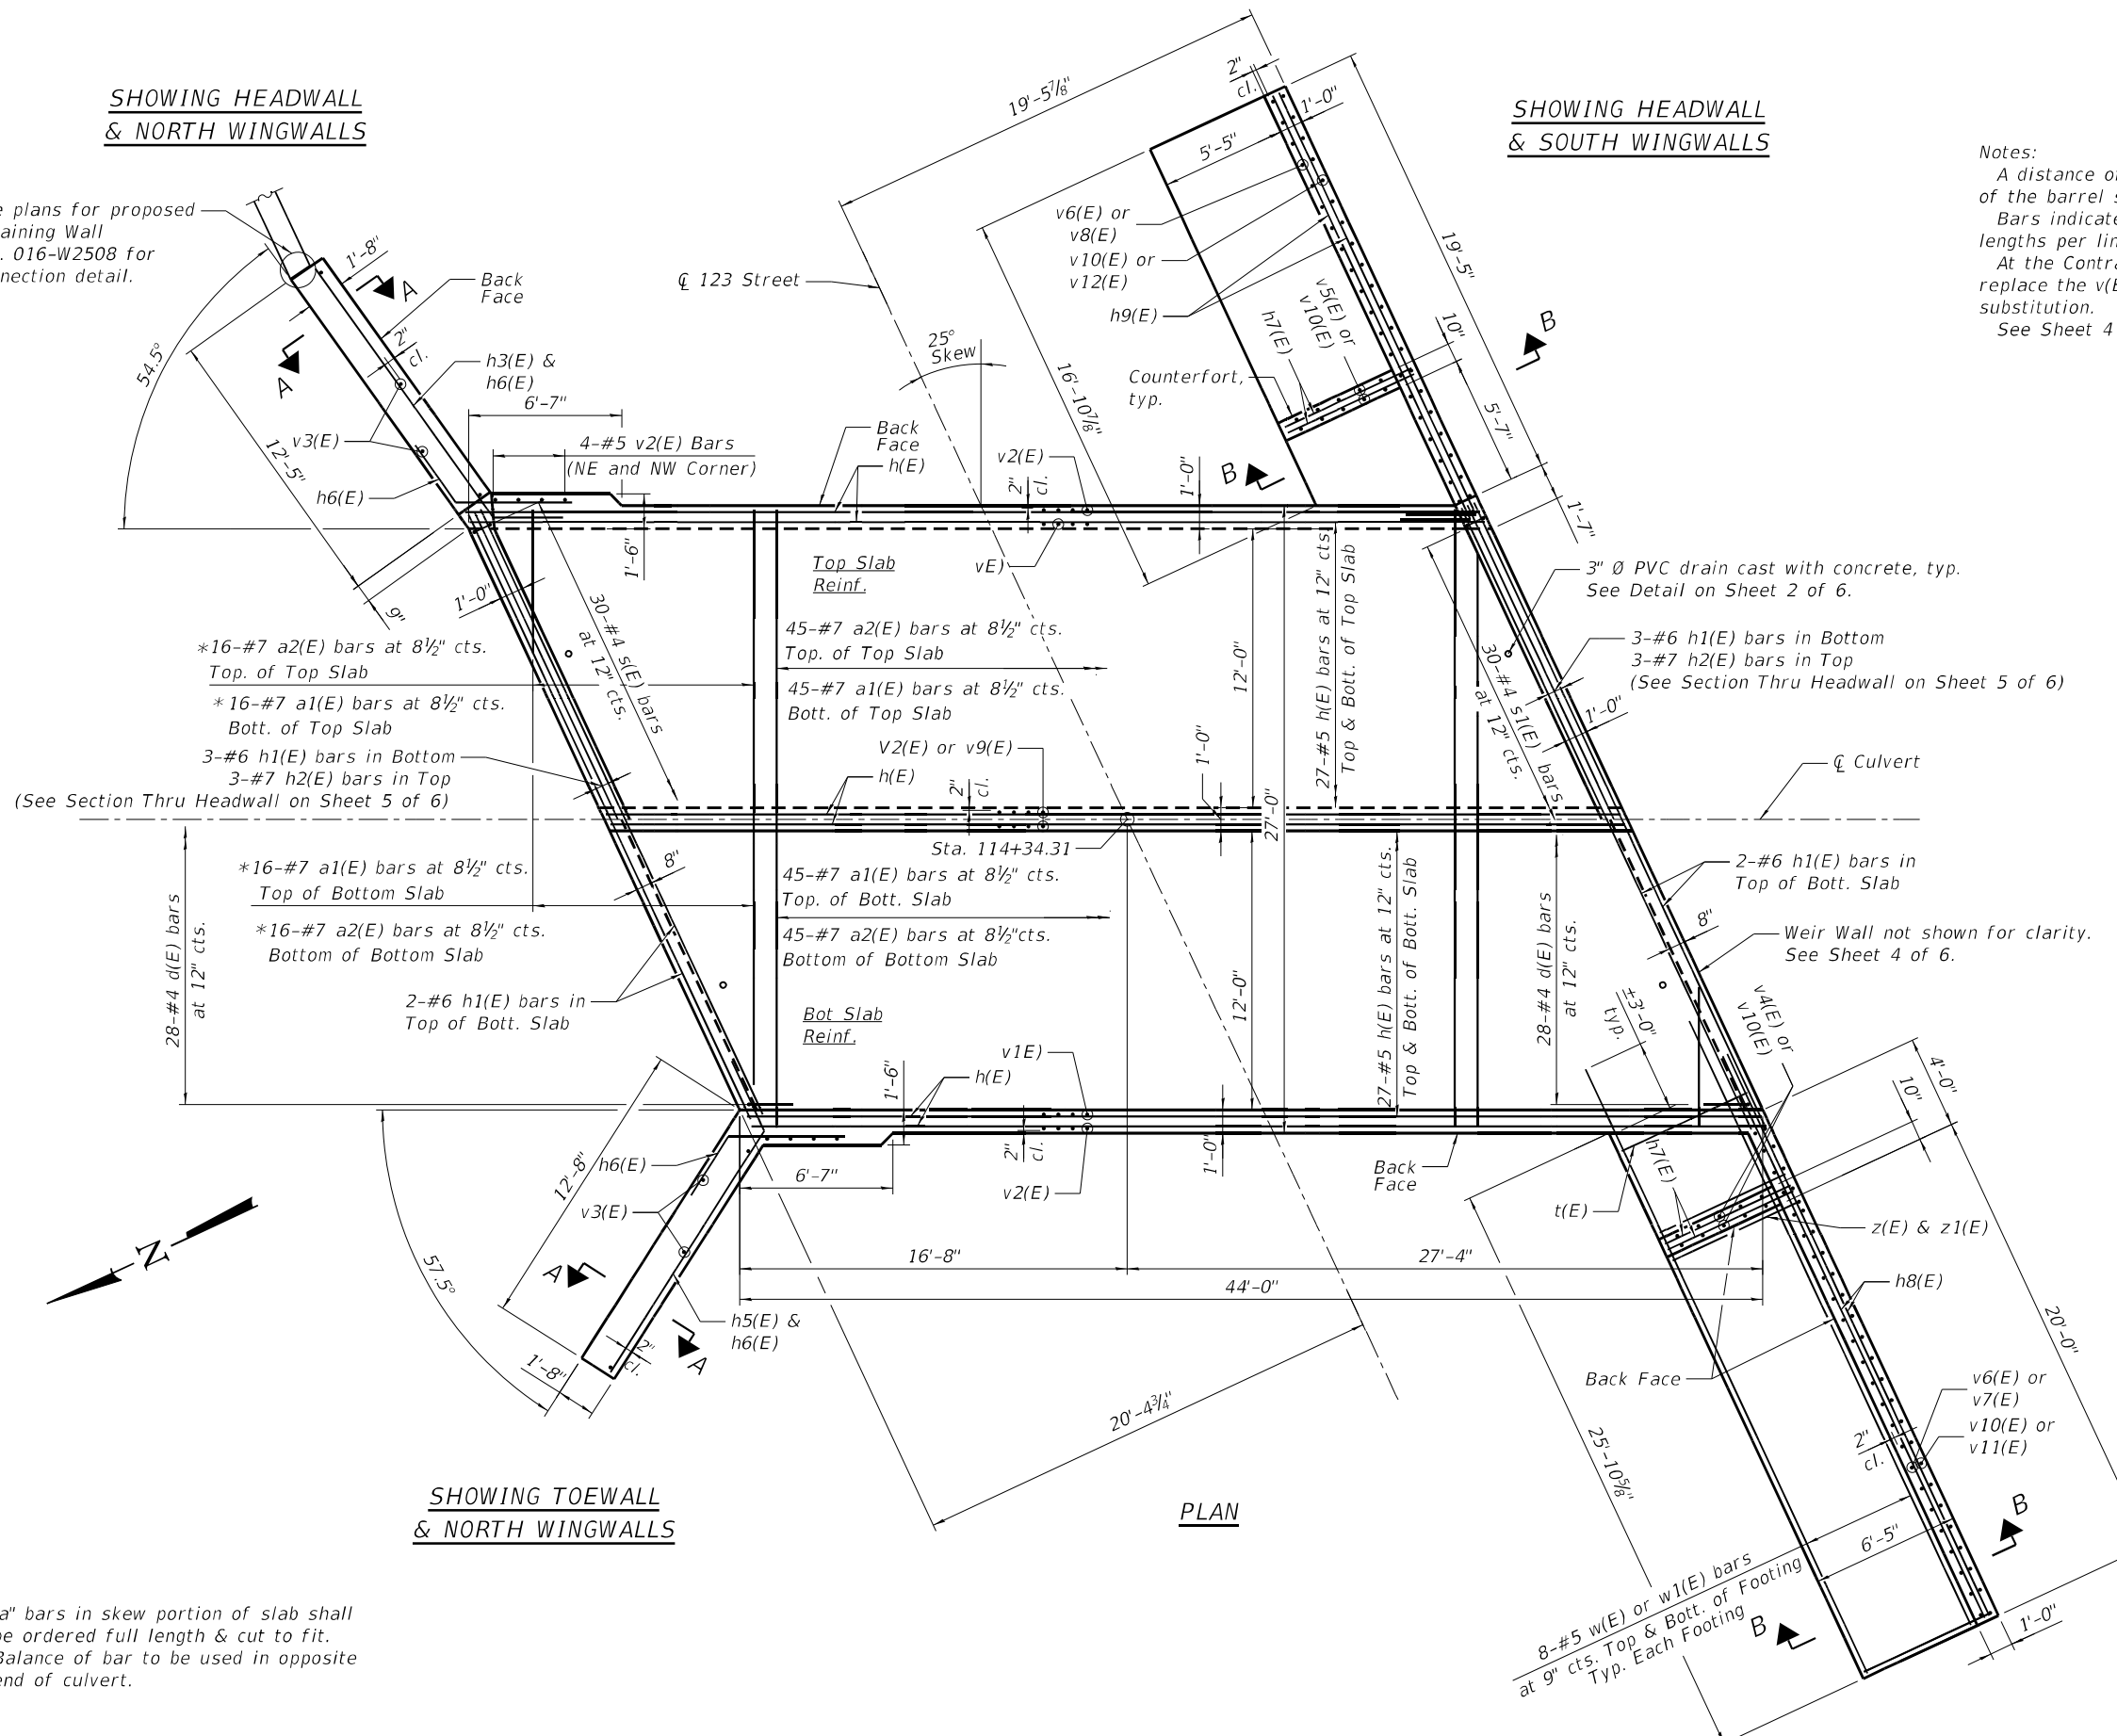 SHOWING HEADWALL
& NORTH WINGWALLS
SHOWING HEADWALL
& SOUTH WINGWALLS
Notes:
A distance of
of the barrel s
Bars indicate
lengths per lin
At the Contra
replace the v(E
substitution.
See Sheet 4
e plans for proposed
aining Wall
. 016-W2508 for
nection detail.
1'-8"
A
Back
Face
2"
cl.
h3(E) &
h6(E)
A
54.5°
12'-5"
v3(E)
h6(E)
9"
6'-7"
4-#5 v2(E) Bars
(NE and NW Corner)
1'-6"
1'-0"
℄ 123 Street
25°
Skew
19'-5⅞"
2"
cl.
1'-0"
5'-5"
v6(E) or
v8(E)
v10(E) or
v12(E)
h9(E)
h7(E)
v5(E) or
v10(E)
Counterfort,
typ.
16'-10⅞"
19'-5"
10"
5'-7"
1'-7"
B
B
Back
Face
h(E)
v2(E)
2"
cl.
1'-0"
vE)
Top Slab
Reinf.
30-#4 s(E) bars
at 12" cts.
*16-#7 a2(E) bars at 8½" cts.
Top. of Top Slab
*16-#7 a1(E) bars at 8½" cts.
Bott. of Top Slab
3-#6 h1(E) bars in Bottom
3-#7 h2(E) bars in Top
(See Section Thru Headwall on Sheet 5 of 6)
45-#7 a2(E) bars at 8½" cts.
Top. of Top Slab
45-#7 a1(E) bars at 8½" cts.
Bott. of Top Slab
V2(E) or v9(E)
h(E)
2"
cl.
1'-0"
12'-0"
27'-0"
27-#5 h(E) bars at 12" cts.
Top & Bott. of Top Slab
30-#4 s1(E) bars
at 12" cts.
3" Ø PVC drain cast with concrete, typ.
See Detail on Sheet 2 of 6.
3-#6 h1(E) bars in Bottom
3-#7 h2(E) bars in Top
(See Section Thru Headwall on Sheet 5 of 6)
1'-0"
℄ Culvert
Sta. 114+34.31
28-#4 d(E) bars
at 12" cts.
*16-#7 a1(E) bars at 8½" cts.
Top of Bottom Slab
*16-#7 a2(E) bars at 8½" cts.
Bottom of Bottom Slab
8"
2-#6 h1(E) bars in
Top of Bott. Slab
45-#7 a1(E) bars at 8½" cts.
Top. of Bott. Slab
45-#7 a2(E) bars at 8½"cts.
Bottom of Bottom Slab
Bot Slab
Reinf.
12'-0"
27-#5 h(E) bars at 12" cts.
Top & Bott. of Bott. Slab
28-#4 d(E) bars
at 12" cts.
2-#6 h1(E) bars in
Top of Bott. Slab
8"
Weir Wall not shown for clarity.
See Sheet 4 of 6.
±3'-0"
typ.
v4(E) or
v10(E)
4'-0"
10"
v1E)
h(E)
1'-6"
2"
cl.
1'-0"
v2(E)
6'-7"
Back
Face
h6(E)
12'-8"
v3(E)
57.5°
A
A
2"
cl.
1'-8"
h5(E) &
h6(E)
16'-8"
27'-4"
44'-0"
20'-4¾"
t(E)
h7(E)
z(E) & z1(E)
h8(E)
20'-0"
Back Face
v6(E) or
v7(E)
v10(E) or
v11(E)
2"
cl.
25'-10⅝"
6'-5"
B
B
1'-0"
8-#5 w(E) or w1(E) bars
at 9" cts. Top & Bott. of Footing
Typ. Each Footing
N
SHOWING TOEWALL
& NORTH WINGWALLS
PLAN
a" bars in skew portion of slab shall
be ordered full length & cut to fit.
Balance of bar to be used in opposite
end of culvert.